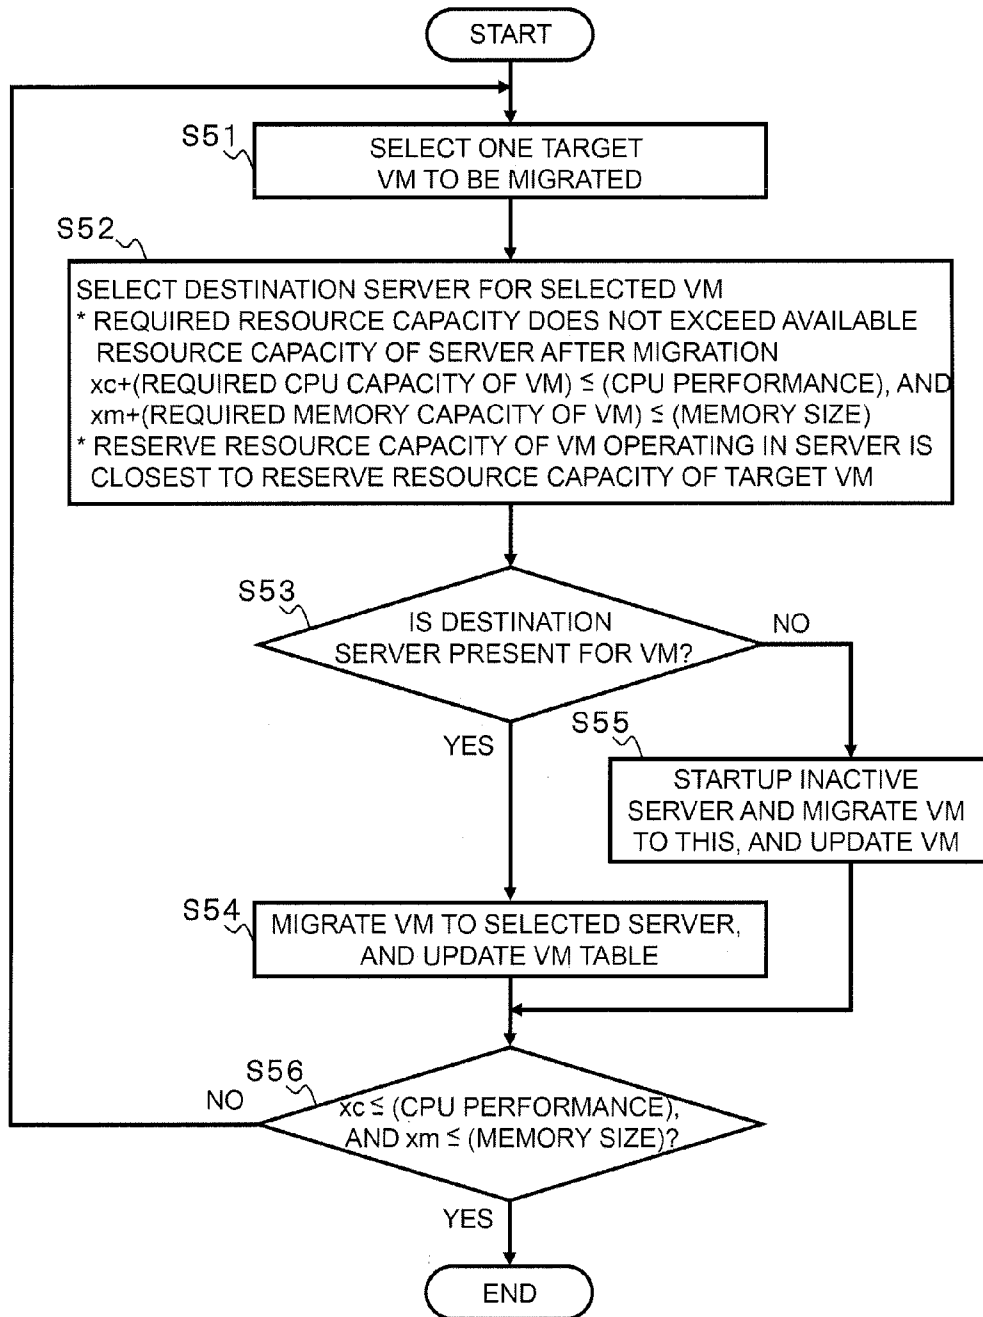 START
S51
SELECT ONE TARGET
VM TO BE MIGRATED
S52
SELECT DESTINATION SERVER FOR SELECTED VM
* REQUIRED RESOURCE CAPACITY DOES NOT EXCEED AVAILABLE
RESOURCE CAPACITY OF SERVER AFTER MIGRATION
xc+(REQUIRED CPU CAPACITY OF VM) ≤ (CPU PERFORMANCE), AND
xm+(REQUIRED MEMORY CAPACITY OF VM) ≤ (MEMORY SIZE)
* RESERVE RESOURCE CAPACITY OF VM OPERATING IN SERVER IS
CLOSEST TO RESERVE RESOURCE CAPACITY OF TARGET VM
S53
IS DESTINATION
SERVER PRESENT FOR VM?
NO
YES
S55
STARTUP INACTIVE
SERVER AND MIGRATE VM
TO THIS, AND UPDATE VM
S54
MIGRATE VM TO SELECTED SERVER,
AND UPDATE VM TABLE
S56
NO
xc ≤ (CPU PERFORMANCE),
AND xm ≤ (MEMORY SIZE)?
YES
END